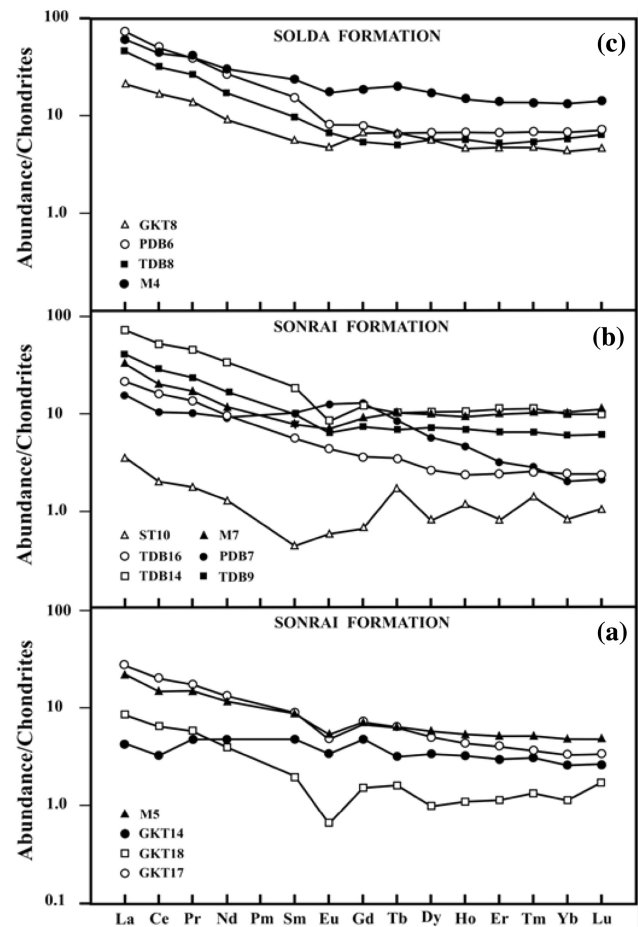 100
SOLDA FORMATION
(c)
10
1.0
Abundance/Chondrites
GKT8
PDB6
TDB8
M4
100
SONRAI FORMATION
(b)
10
1.0
Abundance/Chondrites
ST10 M7
TDB16 PDB7
TDB14 TDB9
100
SONRAI FORMATION
(a)
10
1.0
0.1
Abundance/Chondrites
M5
GKT14
GKT18
GKT17
La Ce Pr Nd Pm Sm Eu Gd Tb Dy Ho Er Tm Yb Lu